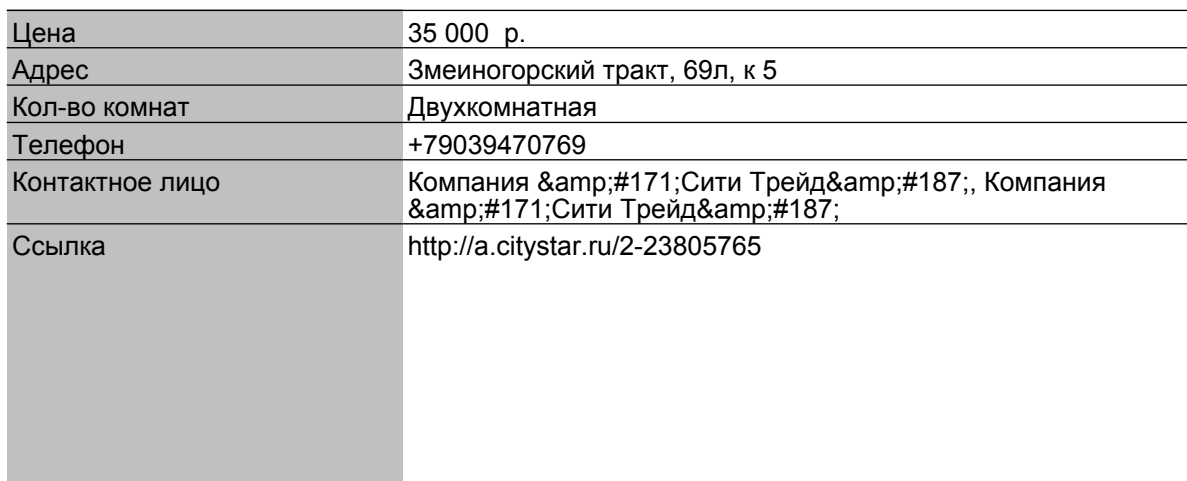 Цена 35 000 р.
Адрес Змеиногорский тракт, 69л, к 5
Кол-во комнат Двухкомнатная
Телефон +79039470769
Контактное лицо Компания &amp;#171;Сити Трейд&amp;#187;, Компания
&amp;#171;Сити Трейд&amp;#187;
Ссылка http://a.citystar.ru/2-23805765